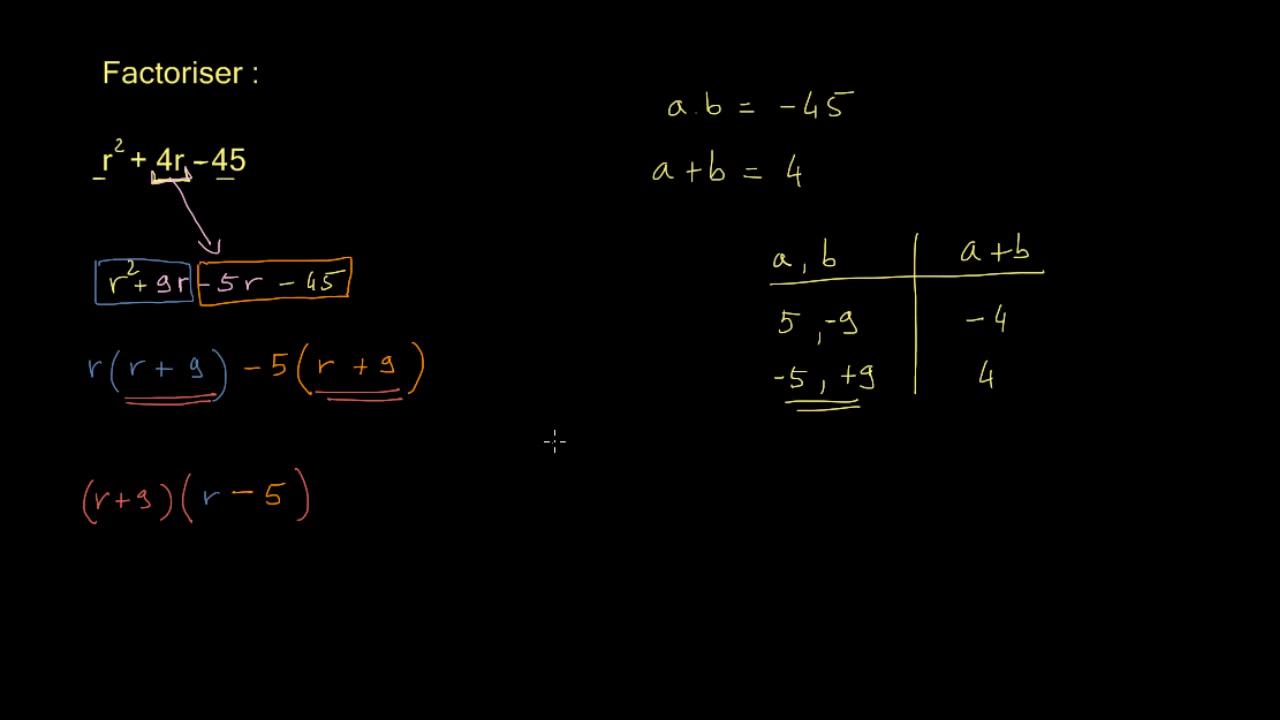 Factoriser :
r² + 4r - 45
r² + 9r - 5r - 45
r(r + 9) - 5(r + 9)
(r + 9)(r - 5)
a.b = -45
a + b = 4
a, b | a + b
5, -9 | -4
-5, +9 | 4